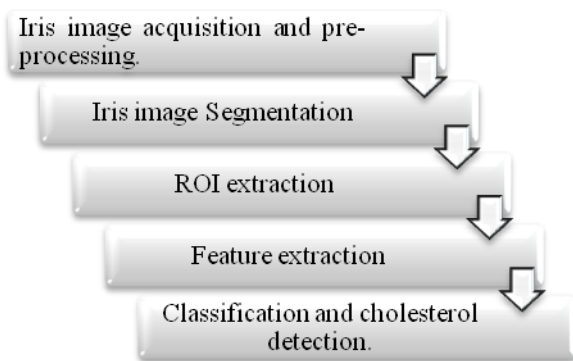 Iris image acquisition and pre-
processing.
Iris image Segmentation
ROI extraction
Feature extraction
Classification and cholesterol
detection.